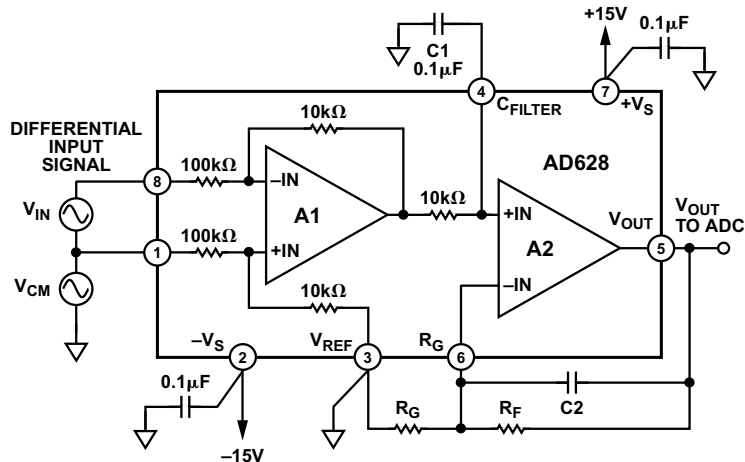 +15V
C1
0.1µF
0.1µF
4
7
CFILTER
+VS
10kΩ
DIFFERENTIAL
INPUT
SIGNAL
100kΩ
AD628
8
–IN
10kΩ
VIN
A1
+IN
VOUT
VOUT
TO ADC
100kΩ
A2
1
+IN
5
–IN
VCM
10kΩ
–VS
VREF
RG
2
3
6
0.1µF
RG
RF
C2
–15V